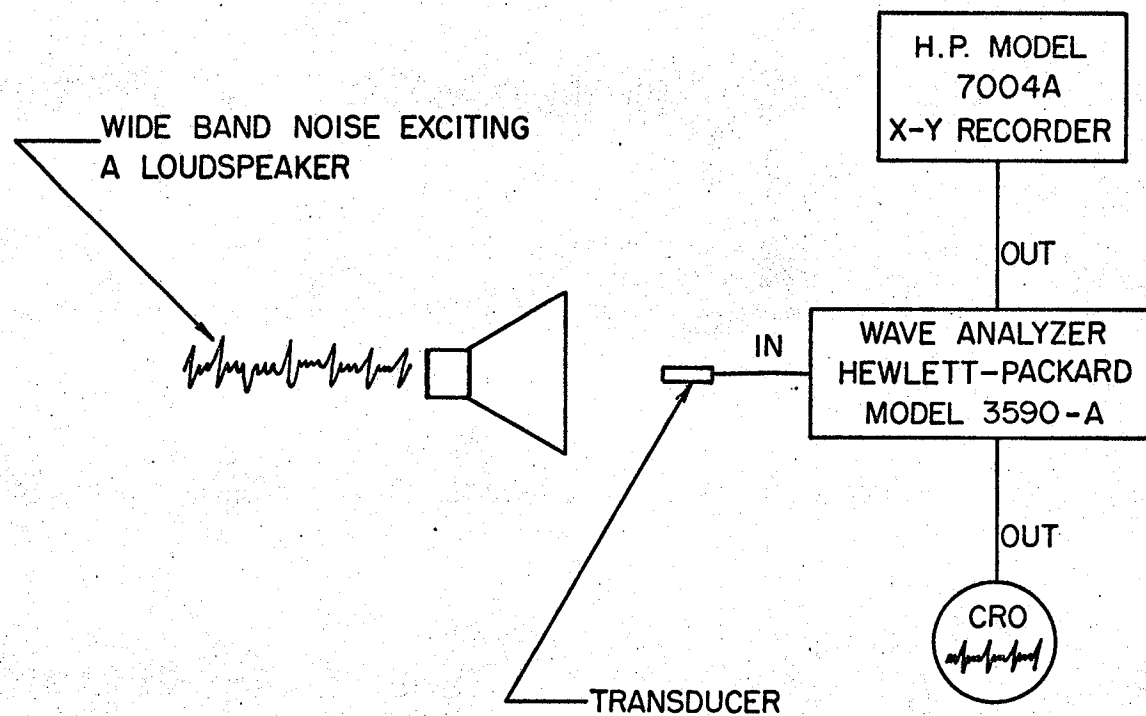 H.P. MODEL
7004A
X-Y RECORDER
WIDE BAND NOISE EXCITING
A LOUDSPEAKER
OUT
IN
WAVE ANALYZER
HEWLETT-PACKARD
MODEL 3590-A
OUT
CRO
TRANSDUCER